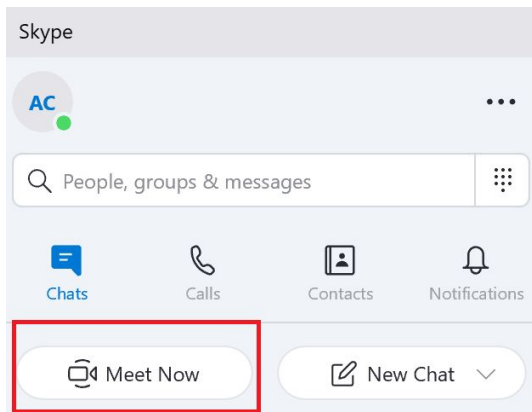 Skype
AC
People, groups & messages
Chats Calls Contacts Notifications
Meet Now New Chat